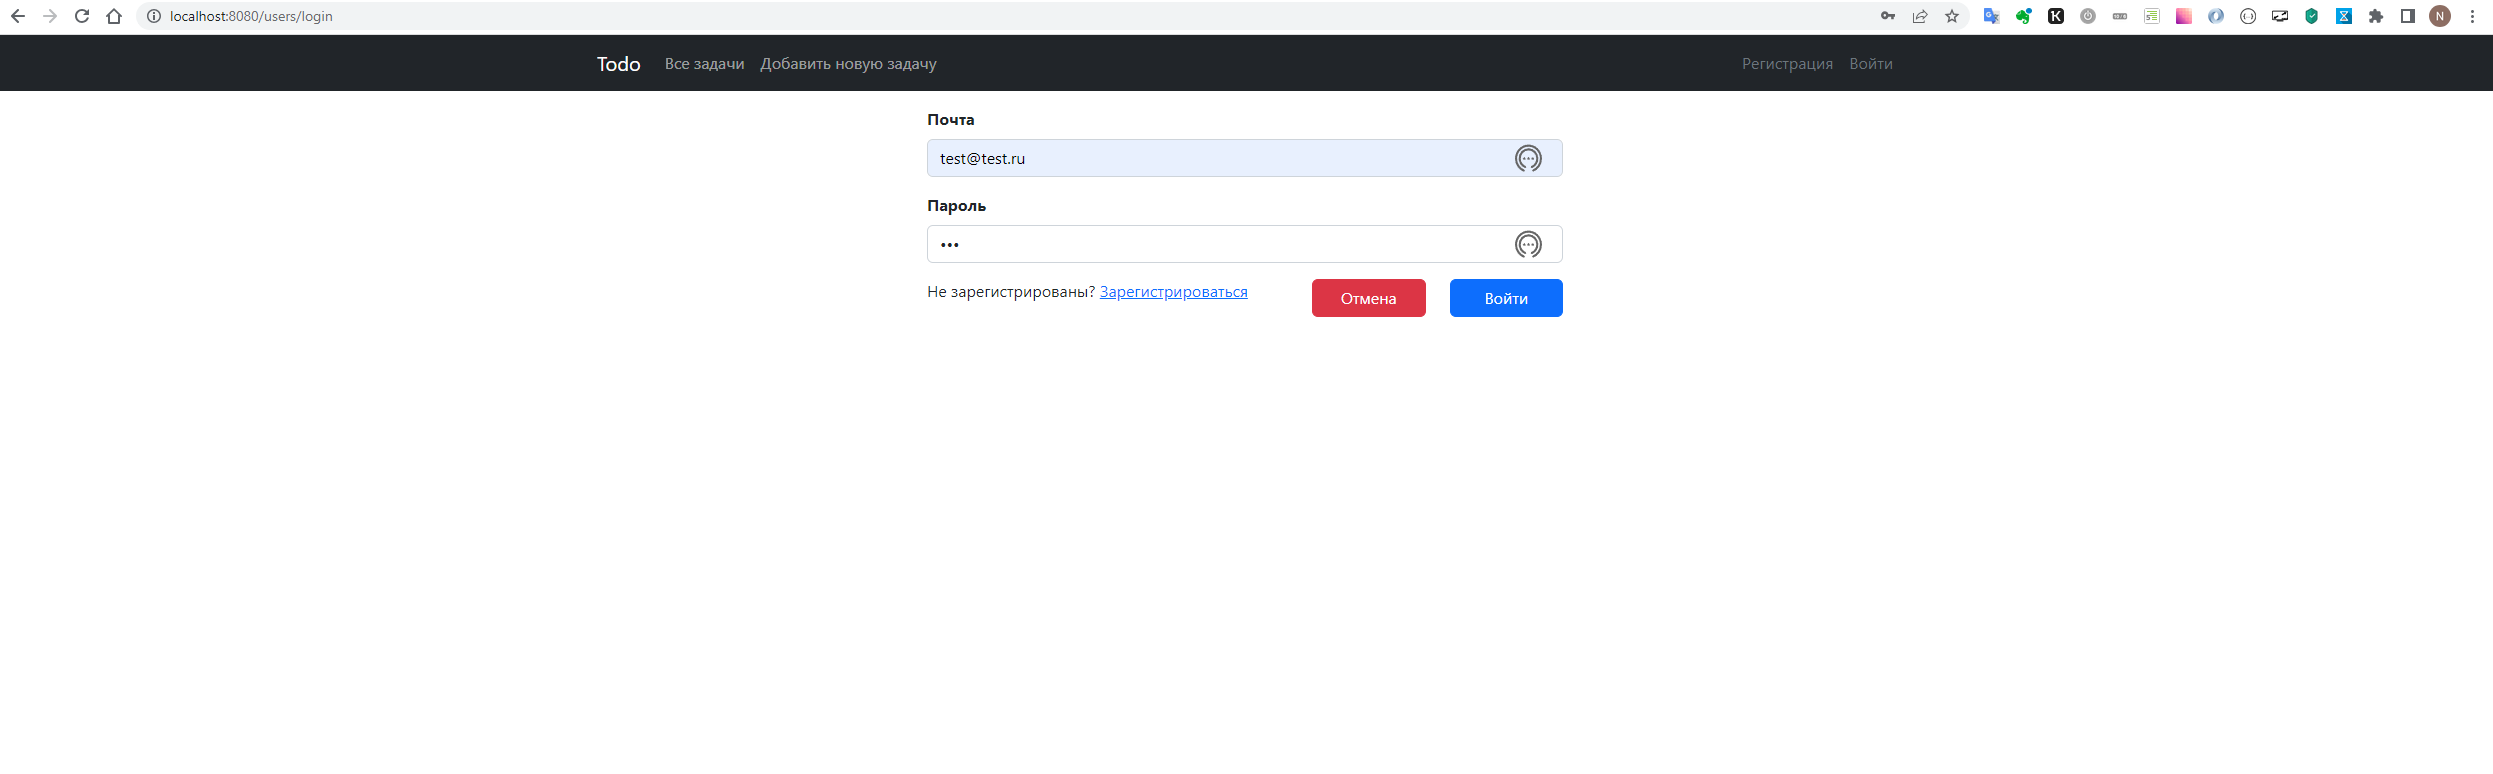 localhost:8080/users/login
N
Todo Все задачи Добавить новую задачу Регистрация Войти
Почта
test@test.ru
Пароль
•••
Не зарегистрированы? Зарегистрироваться Отмена Войти